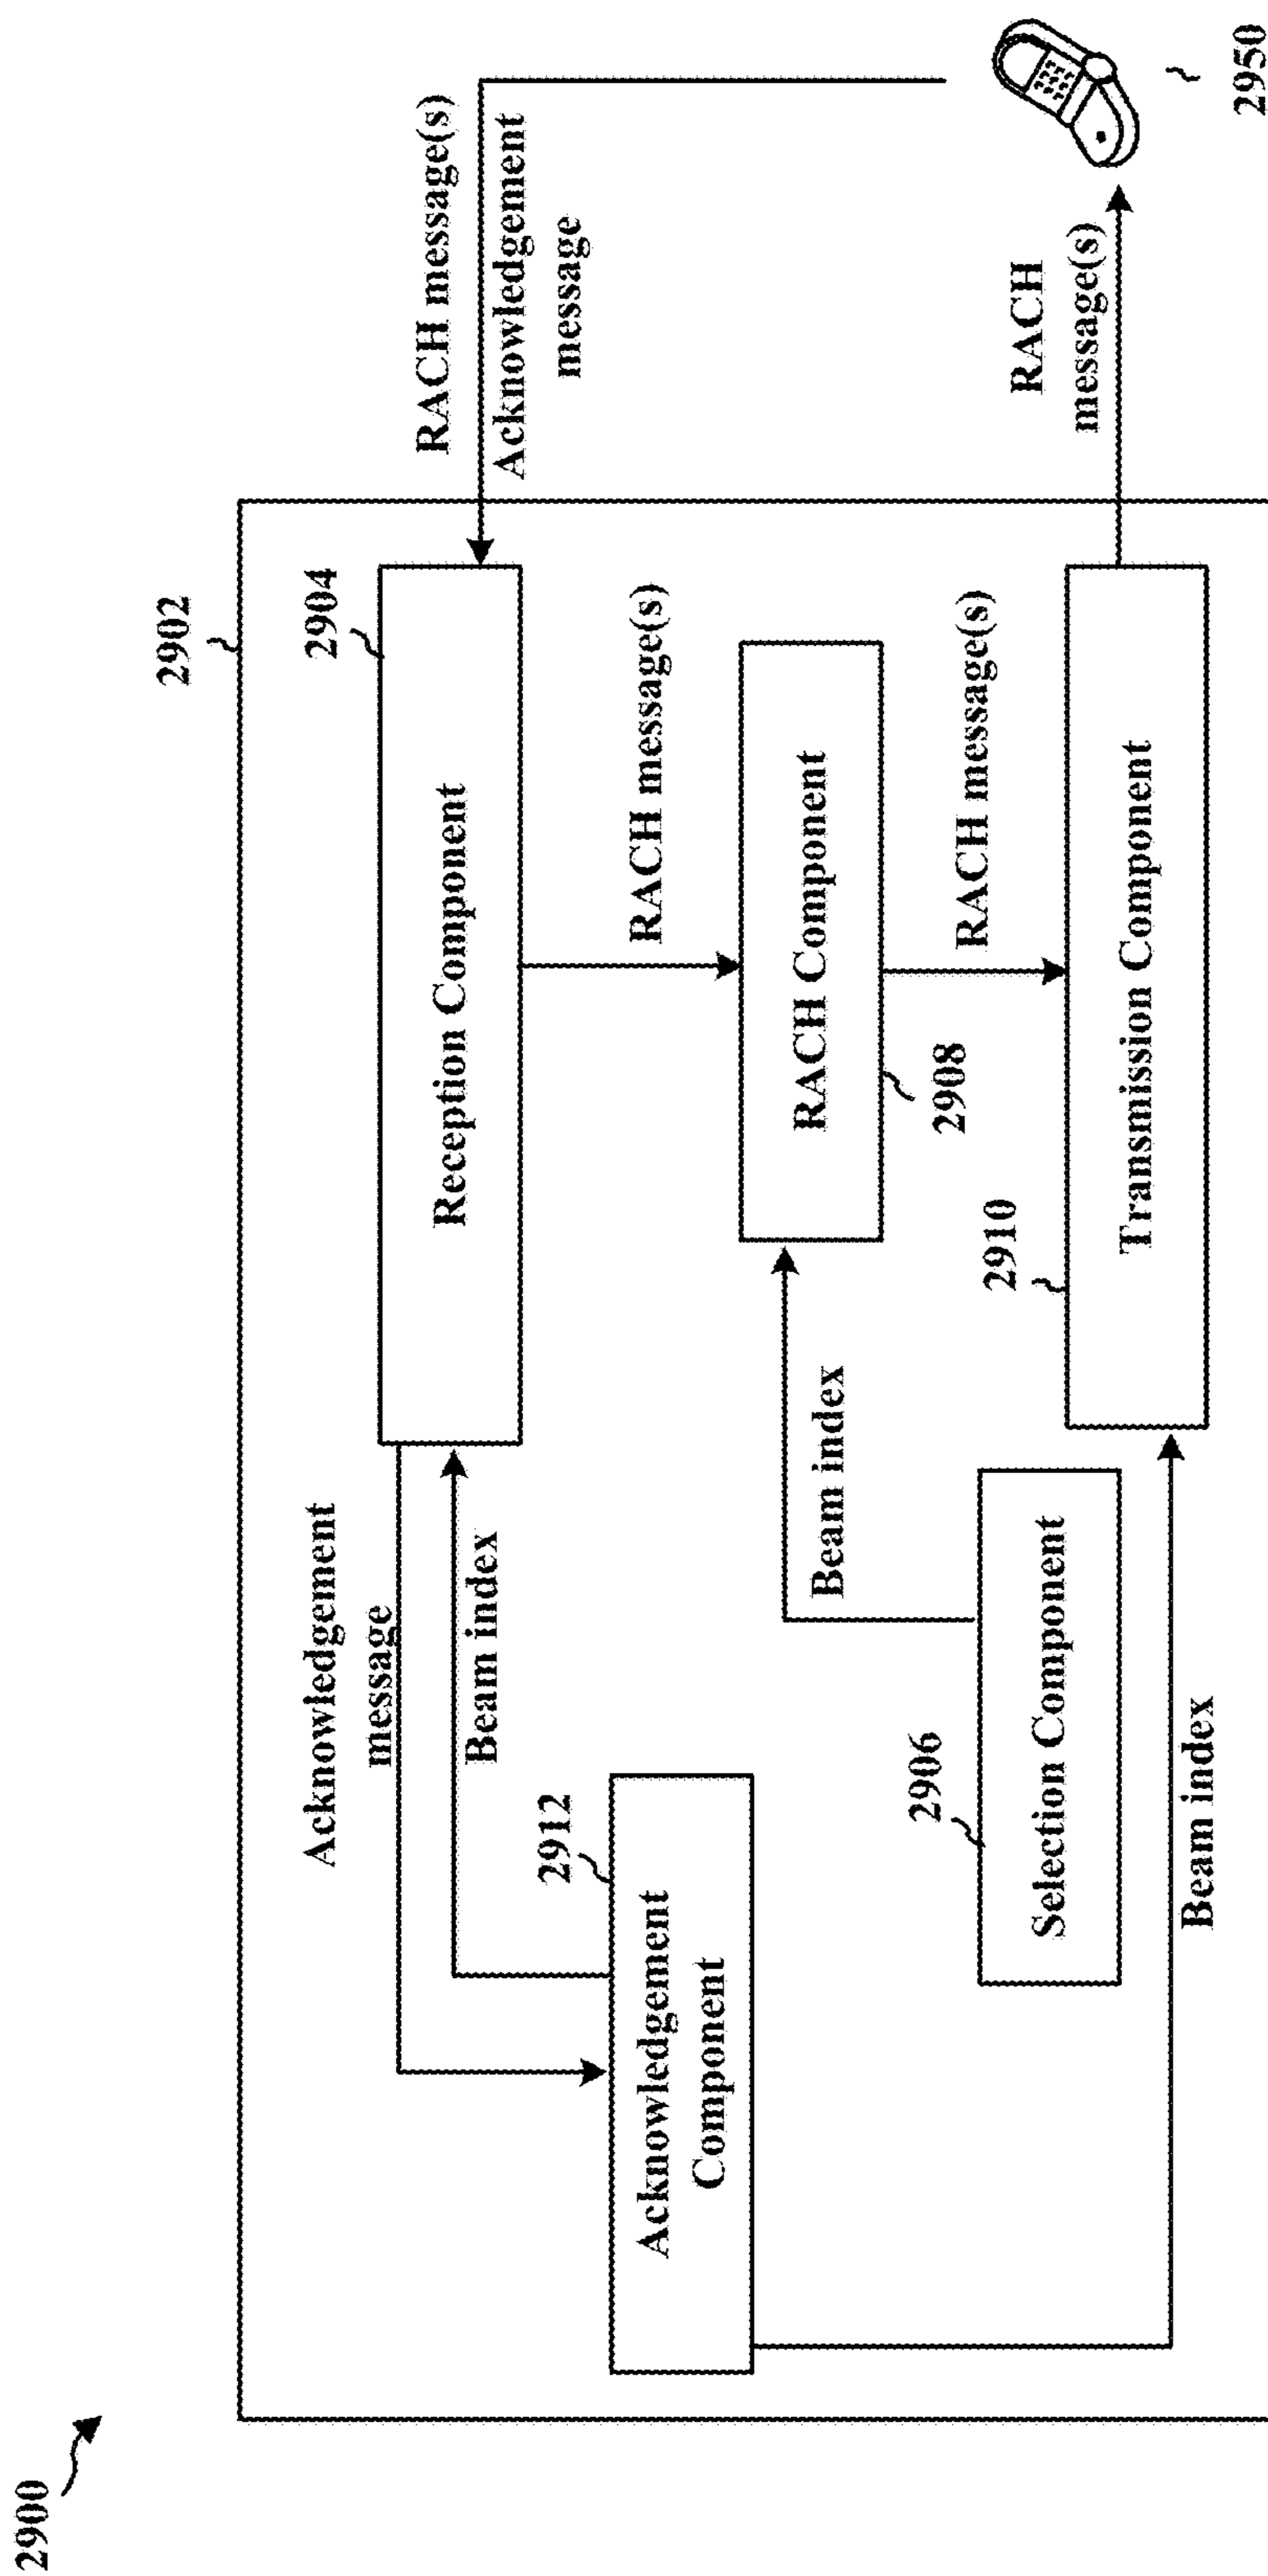 2900
2902
2904
Reception Component
RACH message(s)
Acknowledgement
message
Acknowledgement
message
Beam index
2912
Acknowledgement
Component
RACH message(s)
RACH Component
2908
Beam index
2906
Selection Component
RACH message(s)
2910
Transmission Component
Beam index
RACH
message(s)
2950